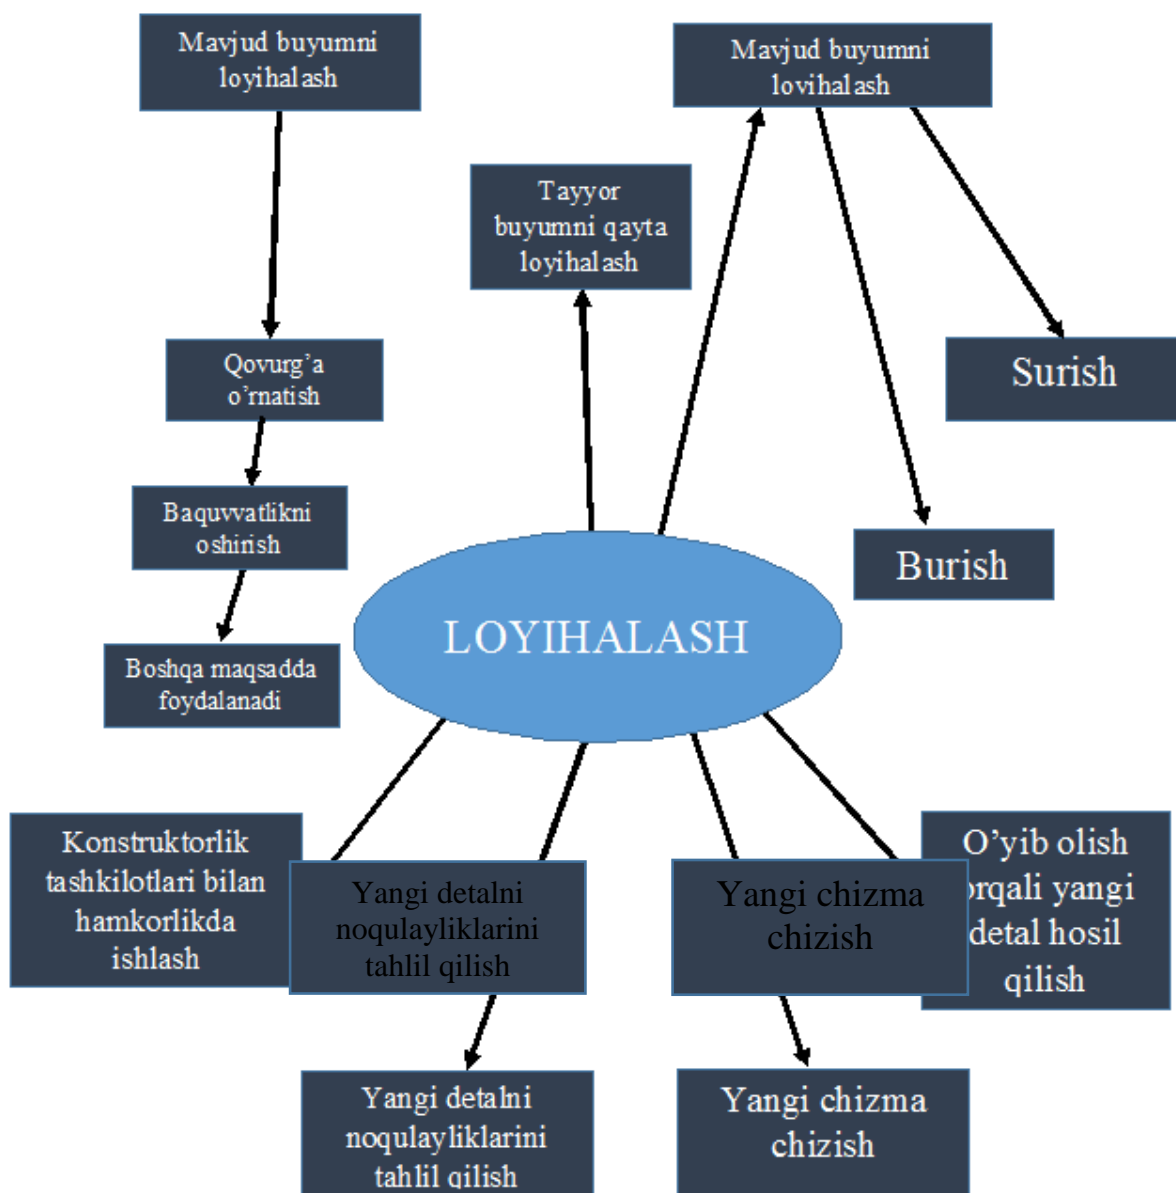 Mavjud buyumni
loyihalash
Mavjud buyumni
lovihalash
Tayyor
buyumni qayta
loyihalash
Qovurg’a
o’rnatish
Surish
Baquvvatlikni
oshirish
Burish
LOYIHALASH
Boshqa maqsadda
foydalanadi
Konstruktorlik
tashkilotlari bilan
hamkorlikda
ishlash
Yangi detalni
noqulayliklarini
tahlil qilish
Yangi chizma
chizish
O’yib olish
orqali yangi
detal hosil
qilish
Yangi detalni
noqulayliklarini
tahlil qilish
Yangi chizma
chizish